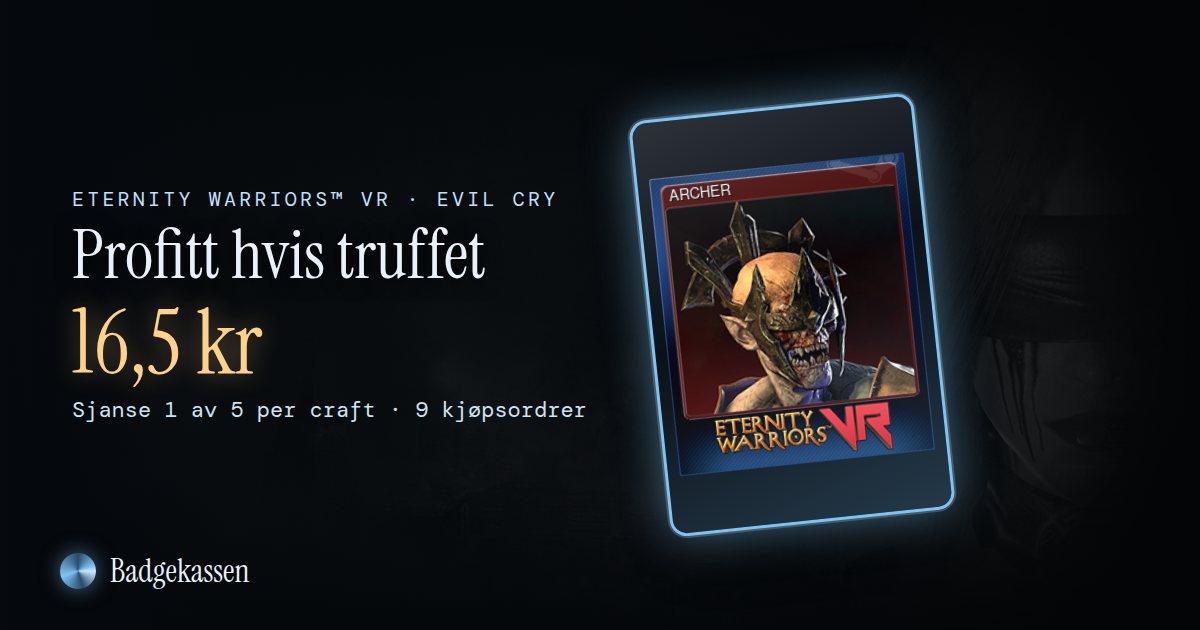 ETERNITY WARRIORS™ VR · EVIL CRY
Profitt hvis truffet
16,5 kr
Sjanse 1 av 5 per craft · 9 kjøpsordrer
ARCHER
ETERNITY
WARRIORS™
VR
Badgekassen